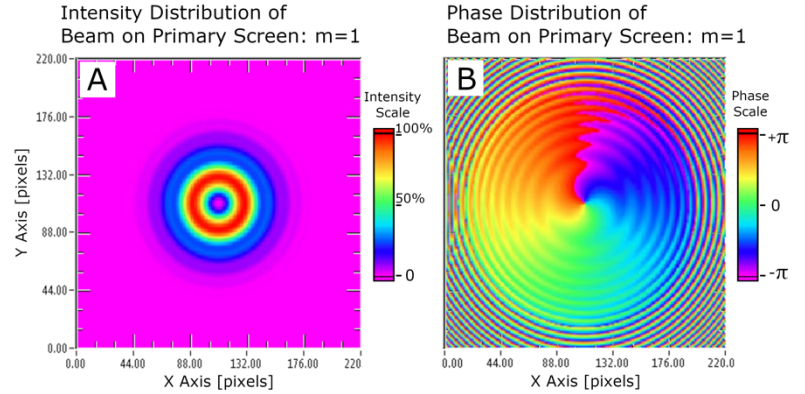 Intensity Distribution of
Beam on Primary Screen: m=1
Phase Distribution of
Beam on Primary Screen: m=1
A
B
220.00
176.00
132.00
88.00
44.00
0.00
Y Axis [pixels]
0.00 44.00 88.00 132.00 176.00 220
X Axis [pixels]
Intensity
Scale
100%
50%
0
0.00 44.00 88.00 132.00 176.00 220.0
X Axis [pixels]
Phase
Scale
+π
0
-π